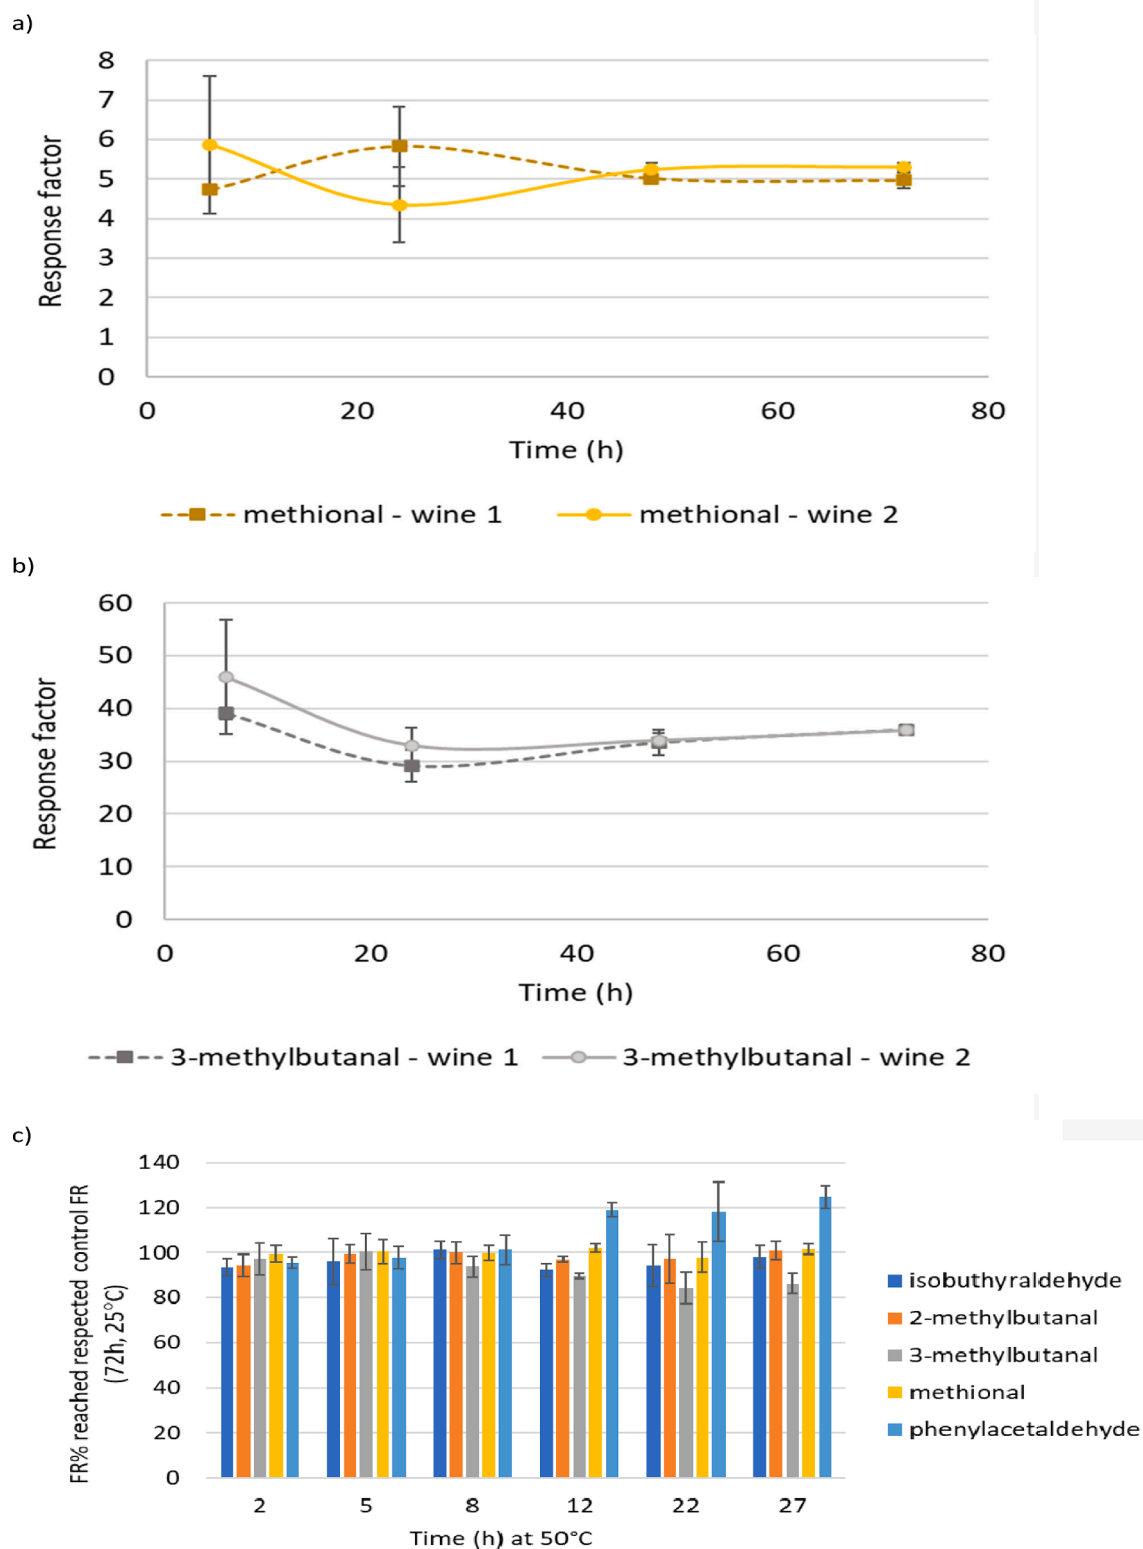 a)
8
7
6
5
4
3
2
1
0
Response factor
0 20 40 60 80
Time (h)
methional - wine 1 methional - wine 2
b)
60
50
40
30
20
10
0
Response factor
0 20 40 60 80
Time (h)
3-methylbutanal - wine 1 3-methylbutanal - wine 2
c)
140
120
100
80
60
40
20
0
FR% reached respected control FR
(72h, 25°C)
2 5 8 12 22 27
Time (h) at 50°C
isobuthyraldehyde
2-methylbutanal
3-methylbutanal
methional
phenylacetaldehyde